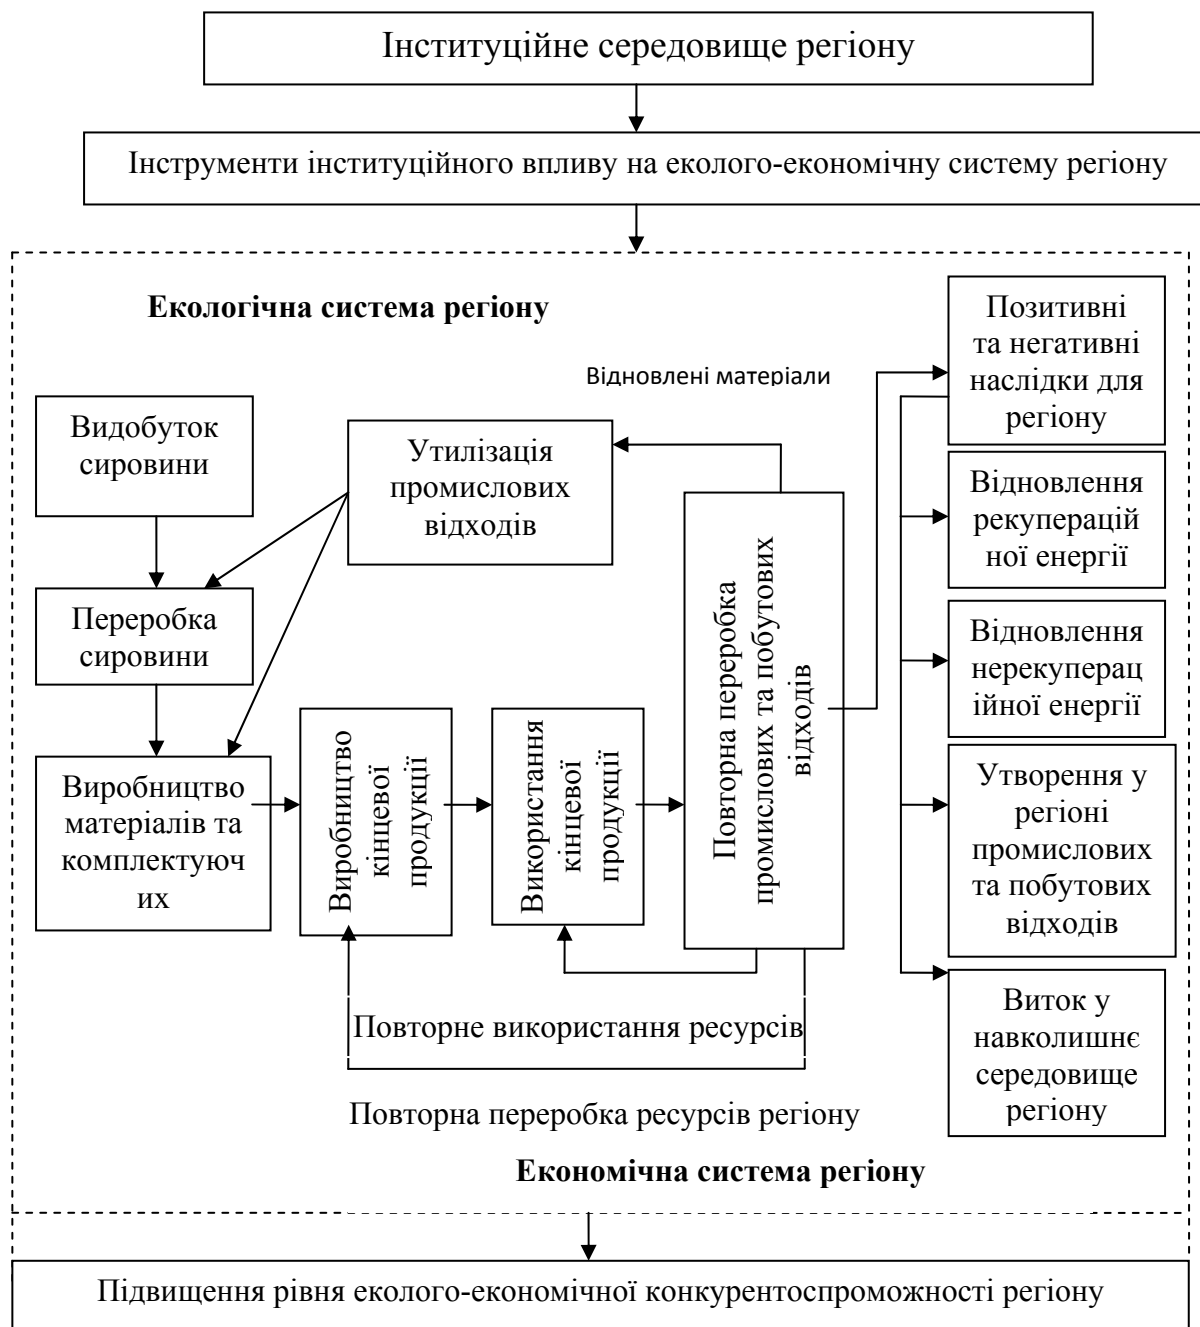 Інституційне середовище регіону
Інструменти інституційного впливу на еколого-економічну систему регіону
Екологічна система регіону
Позитивні
та негативні
наслідки для
регіону
Відновлені матеріали
Видобуток
сировини
Утилізація
промислових
відходів
Відновлення
рекуперацій
ної енергії
Переробка
сировини
Відновлення
нерекуперац
ійної енергії
Виробництво
матеріалів та
комплектуюч
их
Виробництво
кінцевої
продукції
Використання
кінцевої
продукції
Повторна переробка
промислових та побутових
відходів
Утворення у
регіоні
промислових
та побутових
відходів
Повторне використання ресурсів
Виток у
навколишнє
середовище
регіону
Повторна переробка ресурсів регіону
Економічна система регіону
Підвищення рівня еколого-економічної конкурентоспроможності регіону